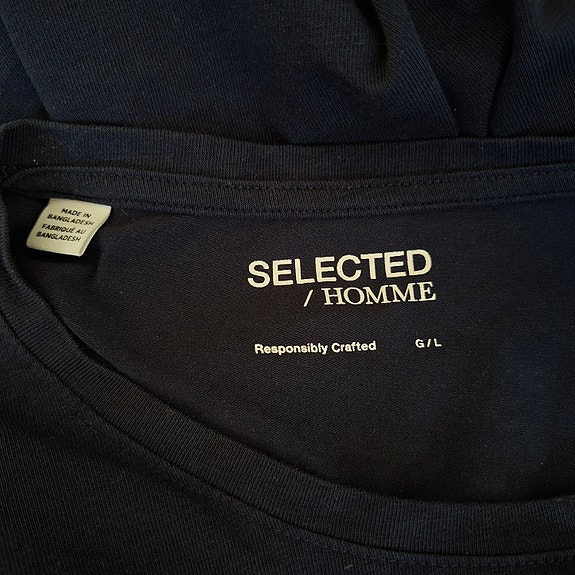 MADE IN
BANGLADESH
FABRIQUÉ AU
BANGLADESH
SELECTED
/ HOMME
Responsibly Crafted G/L